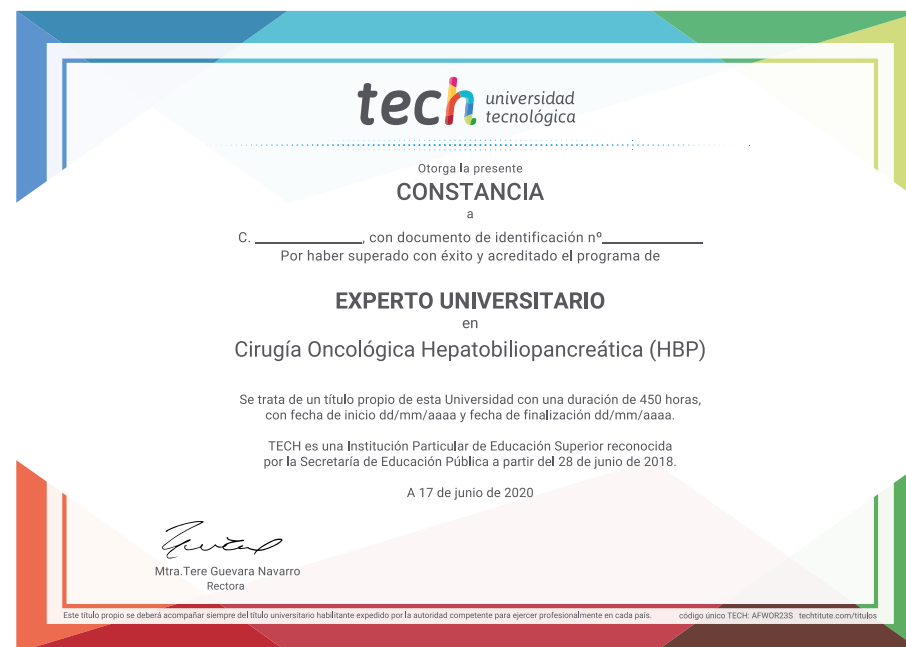 tech universidad
tecnológica
Otorga la presente
CONSTANCIA
a
C. ____________, con documento de identificación nº____________
Por haber superado con éxito y acreditado el programa de
EXPERTO UNIVERSITARIO
en
Cirugía Oncológica Hepatobiliopancreática (HBP)
Se trata de un título propio de esta Universidad con una duración de 450 horas,
con fecha de inicio dd/mm/aaaa y fecha de finalización dd/mm/aaaa.
TECH es una Institución Particular de Educación Superior reconocida
por la Secretaría de Educación Pública a partir del 28 de junio de 2018.
A 17 de junio de 2020
Mtra.Tere Guevara Navarro
Rectora
Este título propio se deberá acompañar siempre del título universitario habilitante expedido por la autoridad competente para ejercer profesionalmente en cada país. código único TECH: AFWOR23S techtitute.com/titulos